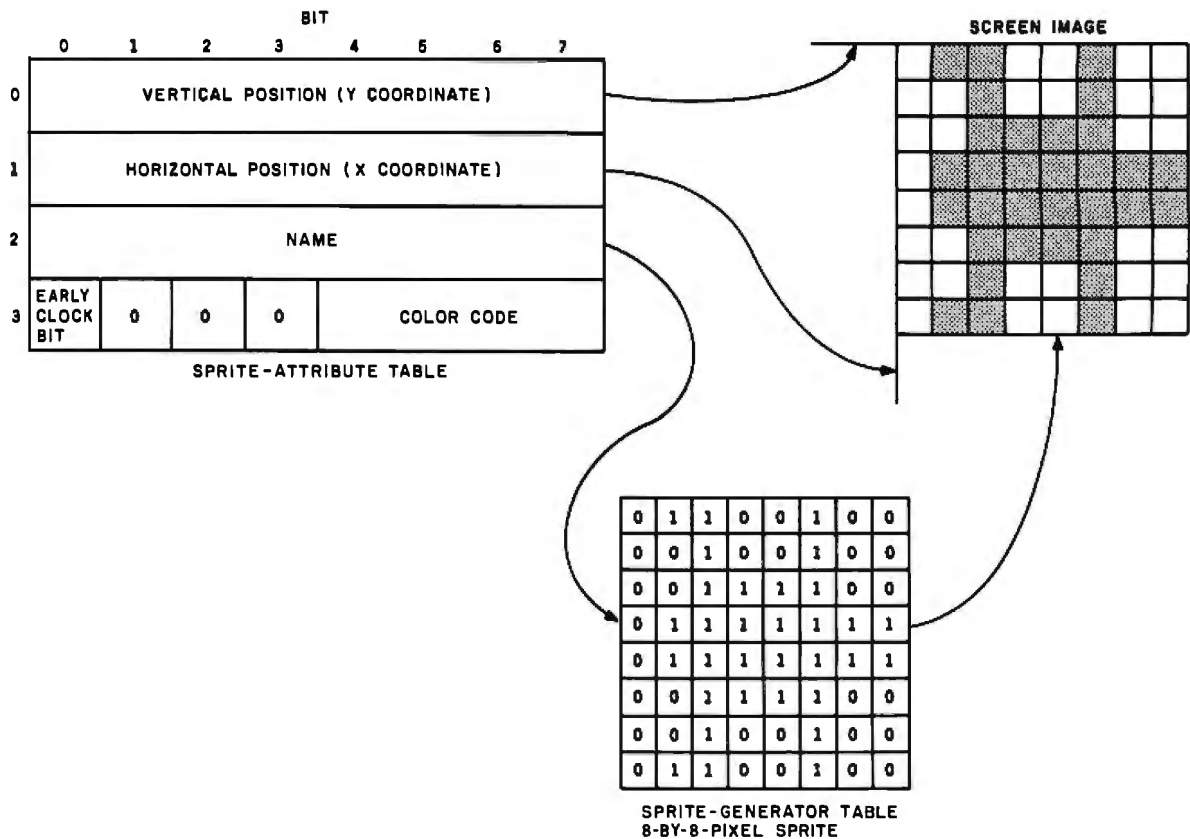 BIT
0 1 2 3 4 5 6 7
0 VERTICAL POSITION (Y COORDINATE)
1 HORIZONTAL POSITION (X COORDINATE)
2 NAME
3 EARLY CLOCK BIT 0 0 0 COLOR CODE
SPRITE-ATTRIBUTE TABLE
SCREEN IMAGE
0 1 1 0 0 1 0 0
0 0 1 0 0 1 0 0
0 0 1 1 1 1 0 0
0 1 1 1 1 1 1 1
0 1 1 1 1 1 1 1
0 0 1 1 1 1 0 0
0 0 1 0 0 1 0 0
0 1 1 0 0 1 0 0
SPRITE-GENERATOR TABLE
8-BY-8-PIXEL SPRITE